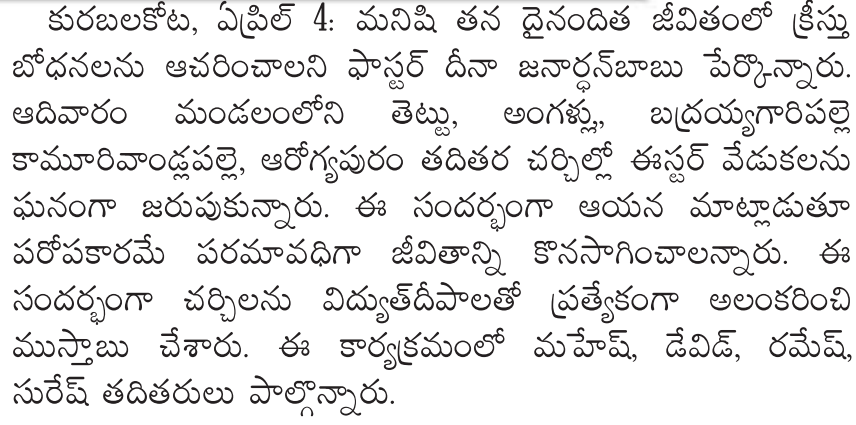 కురబలకోట, ఏప్రిల్ 4: మనిషి తన దైనందిత జీవితంలో క్రీస్తు
బోధనలను ఆచరించాలని ఫాస్టర్ దీనా జనార్ధన్‌బాబు పేర్కొన్నారు.
ఆదివారం మండలంలోని తెట్టు, అంగళ్లు, బద్రయ్యగారిపల్లె
కామూరివాండ్లపల్లె, ఆరోగ్యపురం తదితర చర్చిల్లో ఈస్టర్ వేడుకలను
ఘనంగా జరుపుకున్నారు. ఈ సందర్భంగా ఆయన మాట్లాడుతూ
పరోపకారమే పరమావధిగా జీవితాన్ని కొనసాగించాలన్నారు. ఈ
సందర్భంగా చర్చిలను విద్యుత్‌దీపాలతో ప్రత్యేకంగా అలంకరించి
ముస్తాబు చేశారు. ఈ కార్యక్రమంలో మహేష్, డేవిడ్, రమేష్,
సురేష్ తదితరులు పాల్గొన్నారు.